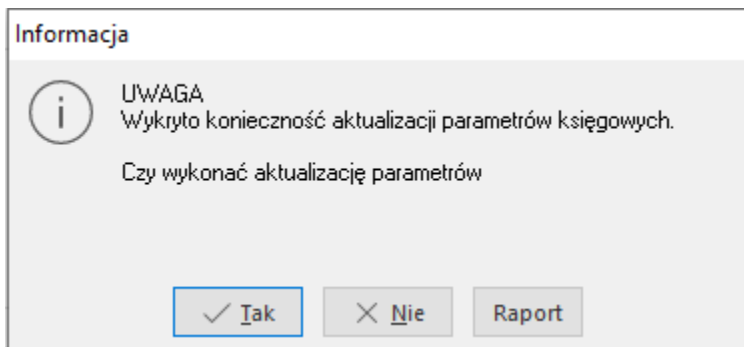 Informacja
UWAGA
Wykryto konieczność aktualizacji parametrów księgowych.
Czy wykonać aktualizację parametrów
Tak
Nie
Raport